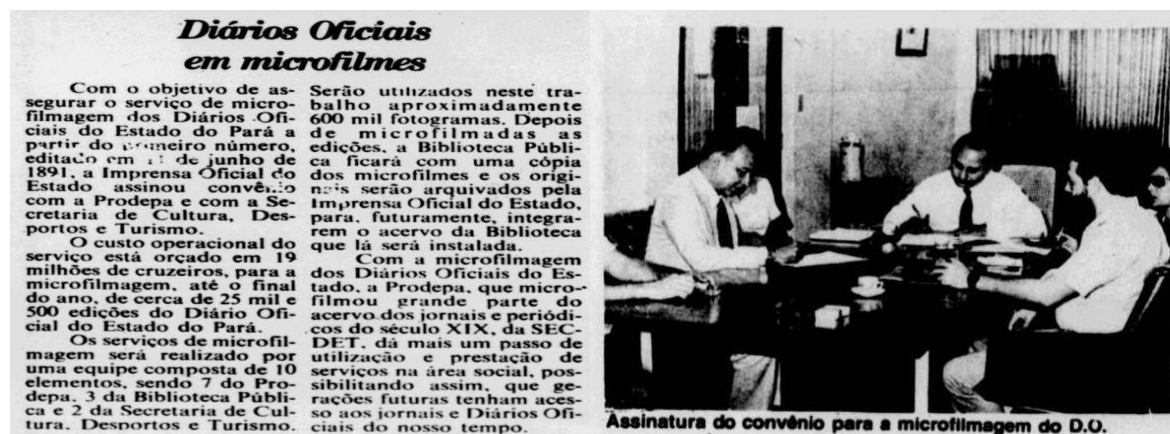 Diários Oficiais
em microfilmes
Com o objetivo de as-
segurar o serviço de micro-
filmagem dos Diários Ofi-
ciais do Estado do Pará a
partir do primeiro número,
editado em de junho de
1891, a Imprensa Oficial do
Estado assinou convênio
com a Prodepa e com a Se-
cretaria de Cultura, Des-
portos e Turismo.
O custo operacional do
serviço está orçado em 19
milhões de cruzeiros, para a
microfilmagem, até o final
do ano, de cerca de 25 mil e
500 edições do Diário Ofi-
cial do Estado do Pará.
Os serviços de microfil-
magem será realizado por
uma equipe composta de 10
elementos, sendo 7 do Pro-
depa, 3 da Biblioteca Públi-
ca e 2 da Secretaria de Cul-
tura, Desportos e Turismo.
Serão utilizados neste tra-
balho aproximadamente
600 mil fotogramas. Depois
de microfilmadas as
edições, a Biblioteca Públi-
ca ficará com uma cópia
dos microfilmes e os origi-
nais serão arquivados pela
Imprensa Oficial do Estado,
para, futuramente, integra-
rem o acervo da Biblioteca
que lá será instalada.
Com a microfilmagem
dos Diários Oficiais do Es-
tado, a Prodepa, que micro-
filmou grande parte do
acervo dos jornais e periódi-
cos do século XIX, da SEC-
DET, dá mais um passo de
utilização e prestação de
serviços na área social, pos-
sibilitando assim, que ge-
rações futuras tenham aces-
so aos jornais e Diários Ofi-
ciais do nosso tempo.
Assinatura do convênio para a microfilmagem do D.O.